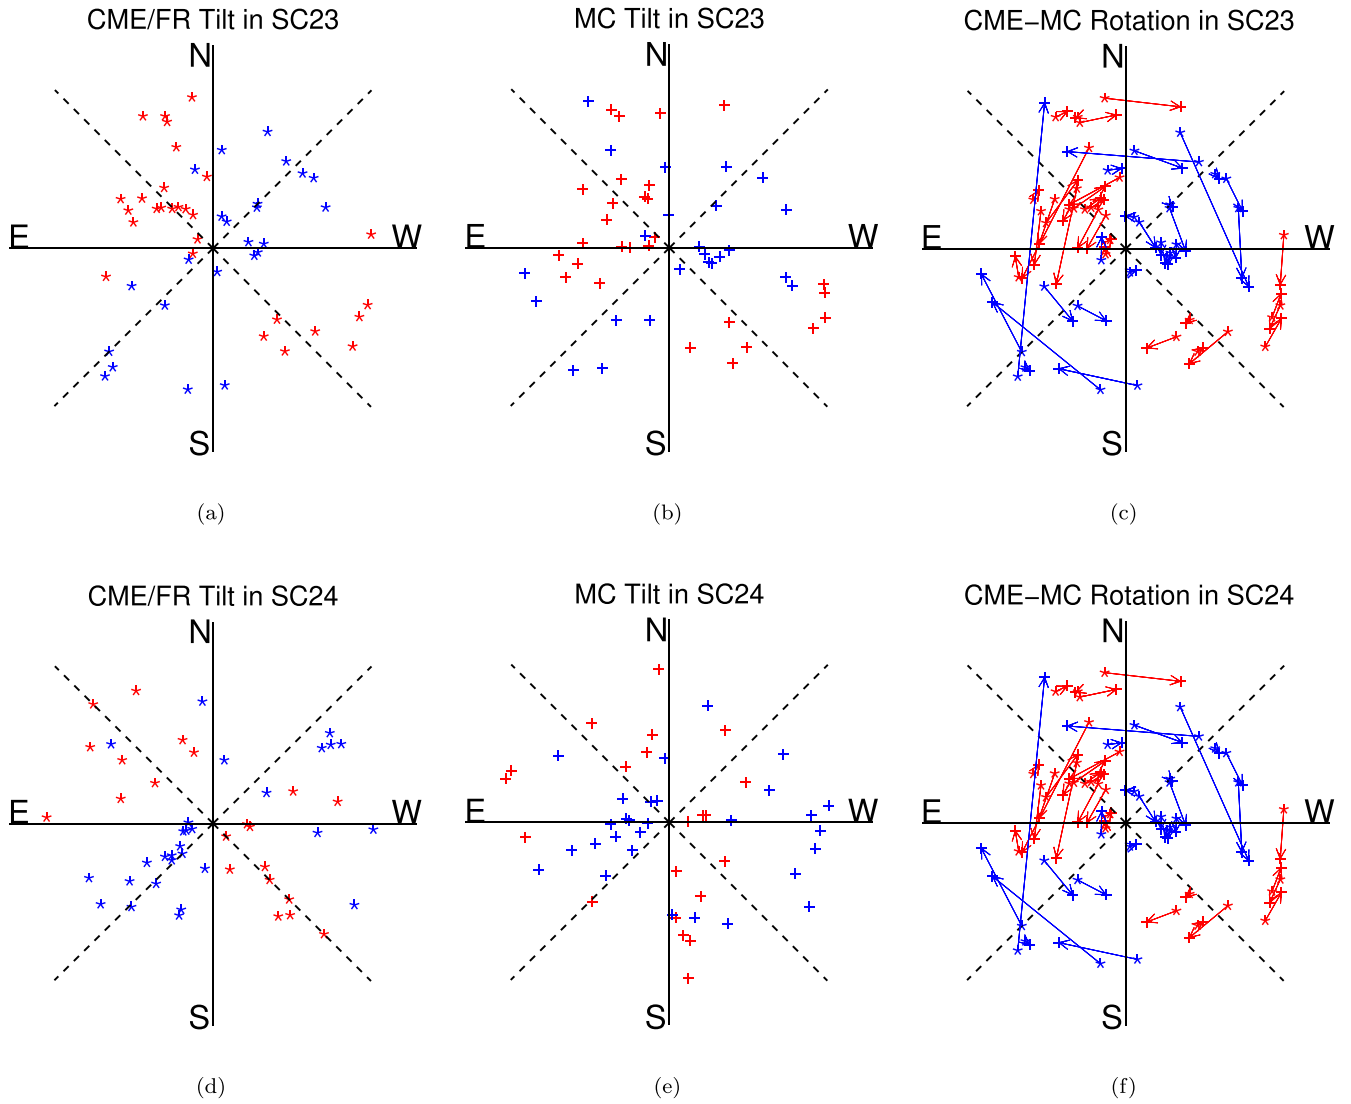 CME/FR Tilt in SC23
MC Tilt in SC23
CME−MC Rotation in SC23
N
N
N
E
W
E
W
E
W
S
S
S
(a)
(b)
(c)
CME/FR Tilt in SC24
MC Tilt in SC24
CME−MC Rotation in SC24
N
N
N
E
W
E
W
E
W
S
S
S
(d)
(e)
(f)